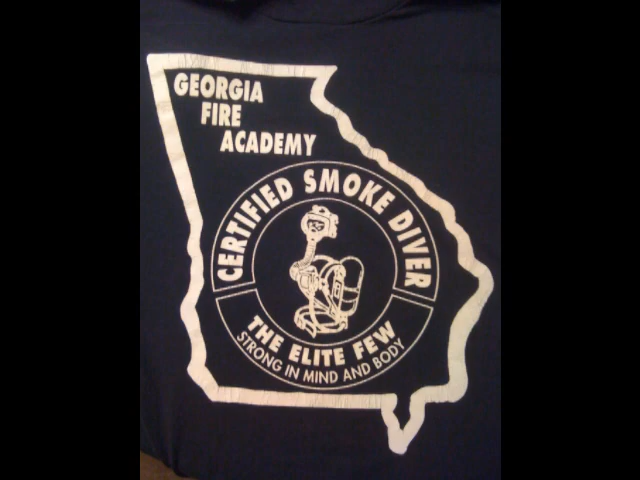 GEORGIA
FIRE
ACADEMY
CERTIFIED SMOKE DIVER
THE ELITE FEW
STRONG IN MIND AND BODY